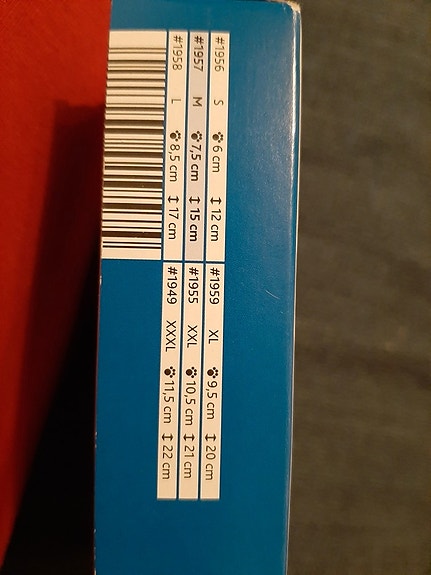 #1956 S 6 cm ↕ 12 cm
#1957 M 7,5 cm ↕ 15 cm
#1958 L 8,5 cm ↕ 17 cm
#1959 XL 9,5 cm ↕ 20 cm
#1955 XXL 10,5 cm ↕ 21 cm
#1949 XXXL 11,5 cm ↕ 22 cm